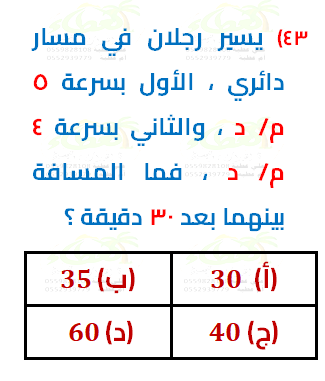 ٤٣) يسير رجلان في مسار
دائري ، الأول بسرعة ٥
م/ د ، والثاني بسرعة ٤
م/ د ، فما المسافة
بينهما بعد ٣٠ دقيقة ؟
(أ) 30 (ب) 35
(ج) 40 (د) 60